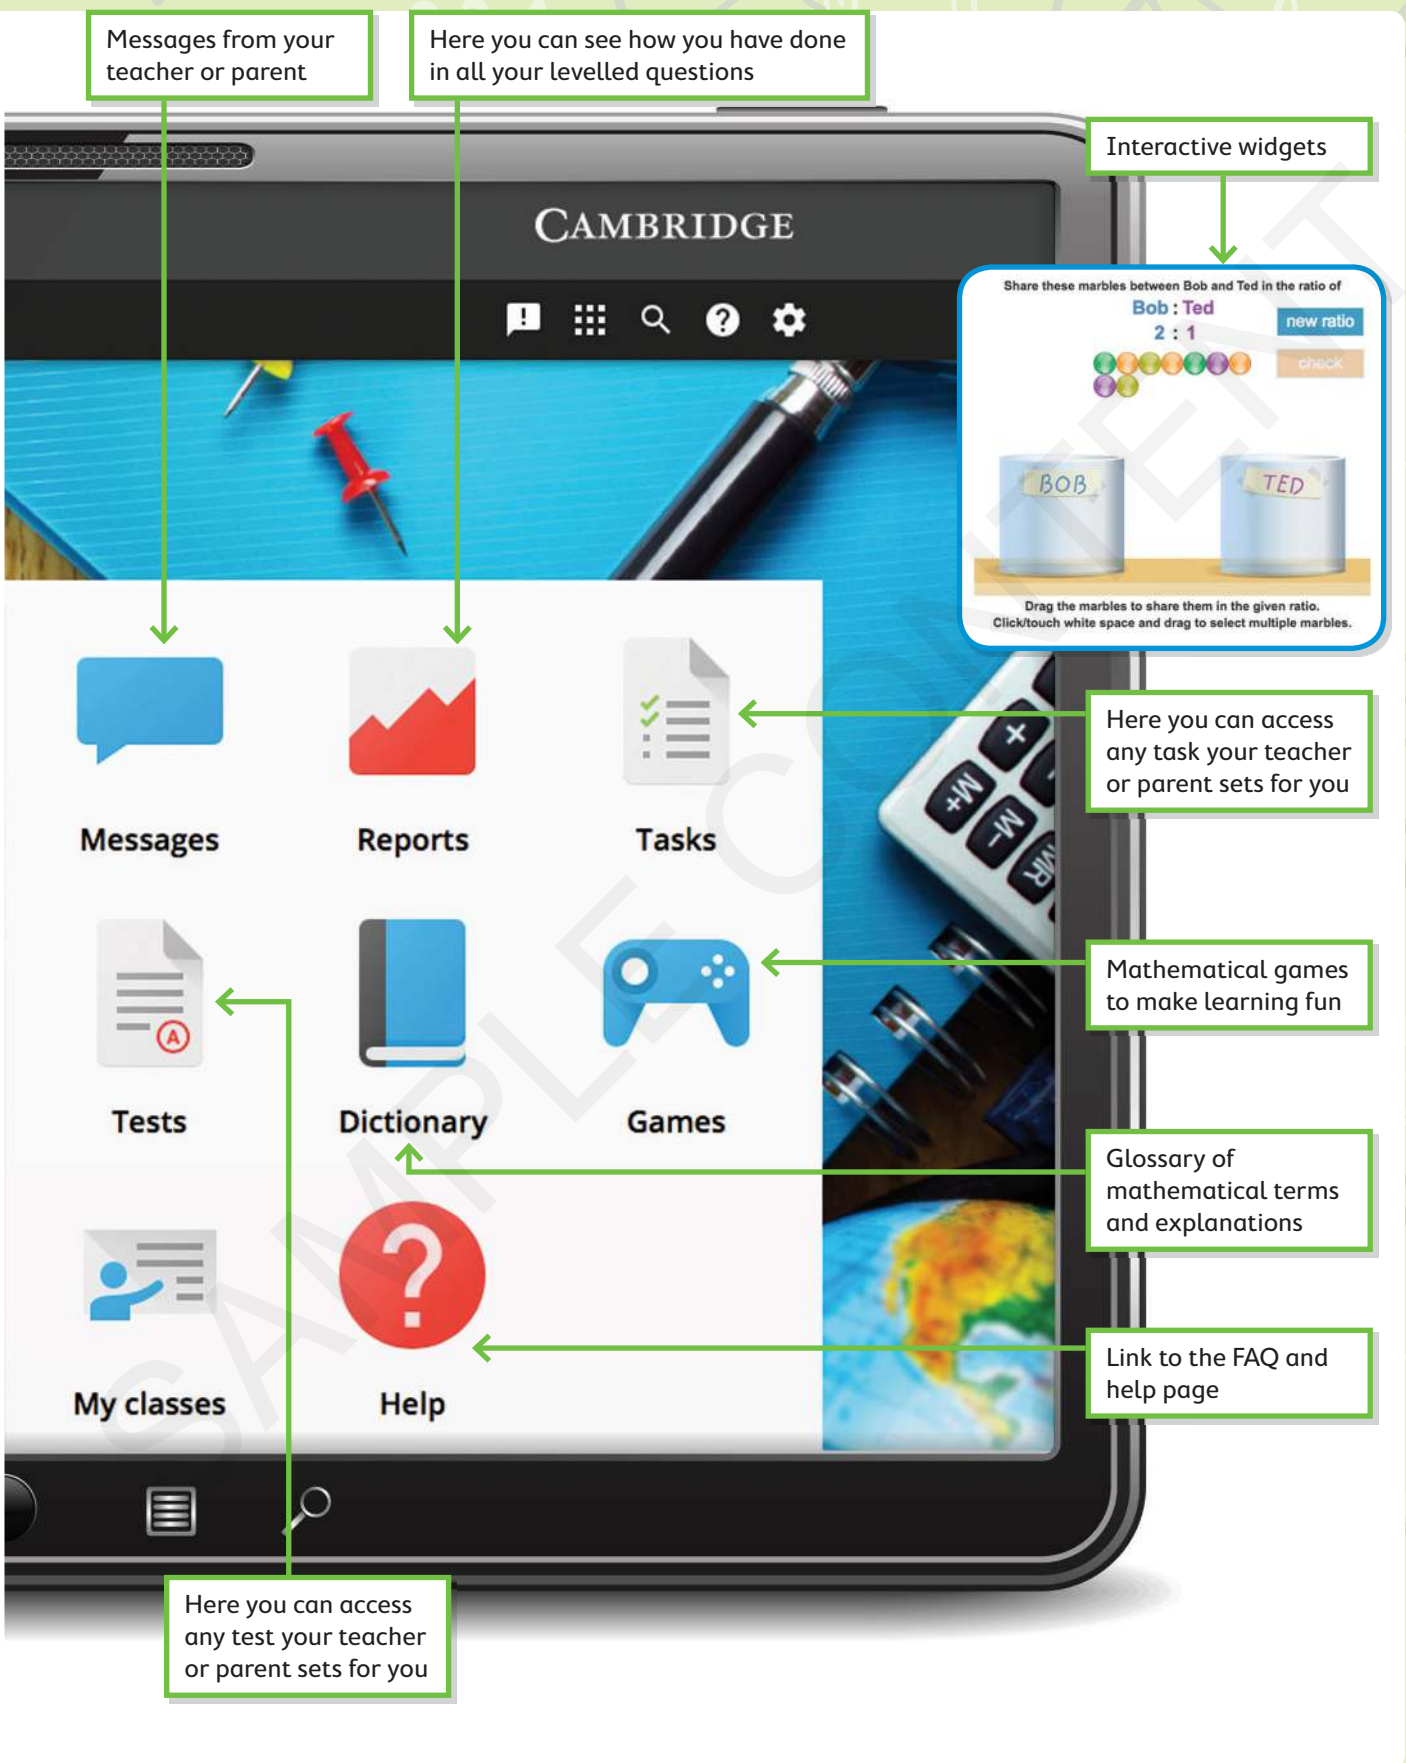 Messages from your
teacher or parent
Here you can see how you have done
in all your levelled questions
Interactive widgets
CAMBRIDGE
Share these marbles between Bob and Ted in the ratio of
Bob : Ted
2 : 1
new ratio
check
BOB
TED
Drag the marbles to share them in the given ratio.
Click/touch white space and drag to select multiple marbles.
Here you can access
any task your teacher
or parent sets for you
+
M+
M−
MR
Messages
Reports
Tasks
Mathematical games
to make learning fun
A
Tests
Dictionary
Games
Glossary of
mathematical terms
and explanations
Link to the FAQ and
help page
My classes
Help
Here you can access
any test your teacher
or parent sets for you
SAMPLE CONTENT